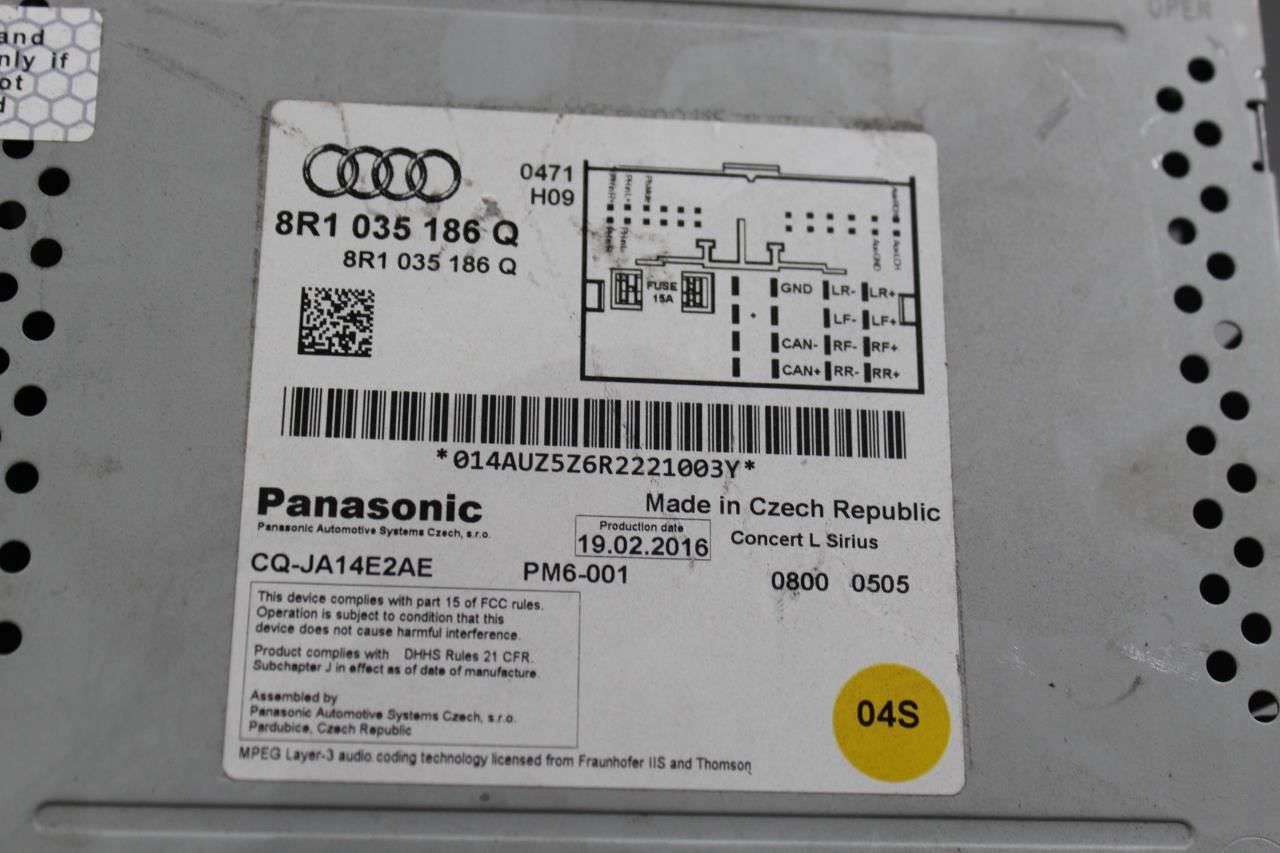 OPEN
and
nly if
ot
d
0471
H09
8R1 035 186 Q
8R1 035 186 Q
FUSE
15A
GND LR- LR+
LF- LF+
CAN- RF- RF+
CAN+ RR- RR+
AuxGND
*014AUZ5Z6R2221003Y*
Panasonic
Panasonic Automotive Systems Czech, s.r.o.
Made in Czech Republic
Production date
19.02.2016
Concert L Sirius
CQ-JA14E2AE
PM6-001
0800 0505
This device complies with part 15 of FCC rules.
Operation is subject to condition that this
device does not cause harmful interference.
Product complies with DHHS Rules 21 CFR.
Subchapter J in effect as of date of manufacture.
Assembled by
Panasonic Automotive Systems Czech, s.r.o.
Pardubice, Czech Republic
MPEG Layer-3 audio coding technology licensed from Fraunhofer IIS and Thomson
04S